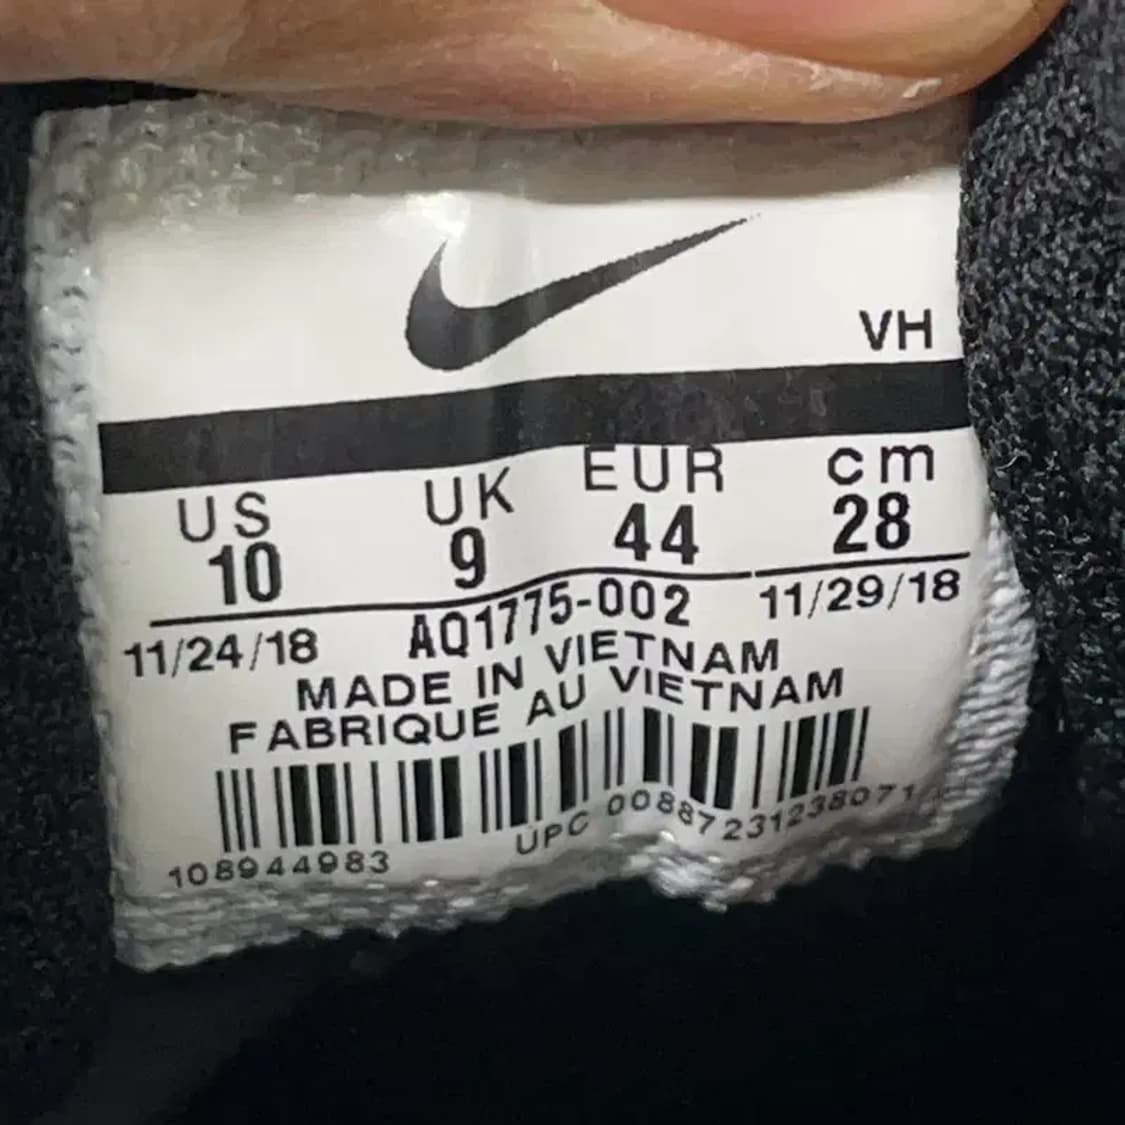 VH
US UK EUR cm
10 9 44 28
11/24/18 AQ1775-002 11/29/18
MADE IN VIETNAM
FABRIQUE AU VIETNAM
108944983 UPC 00887231238071